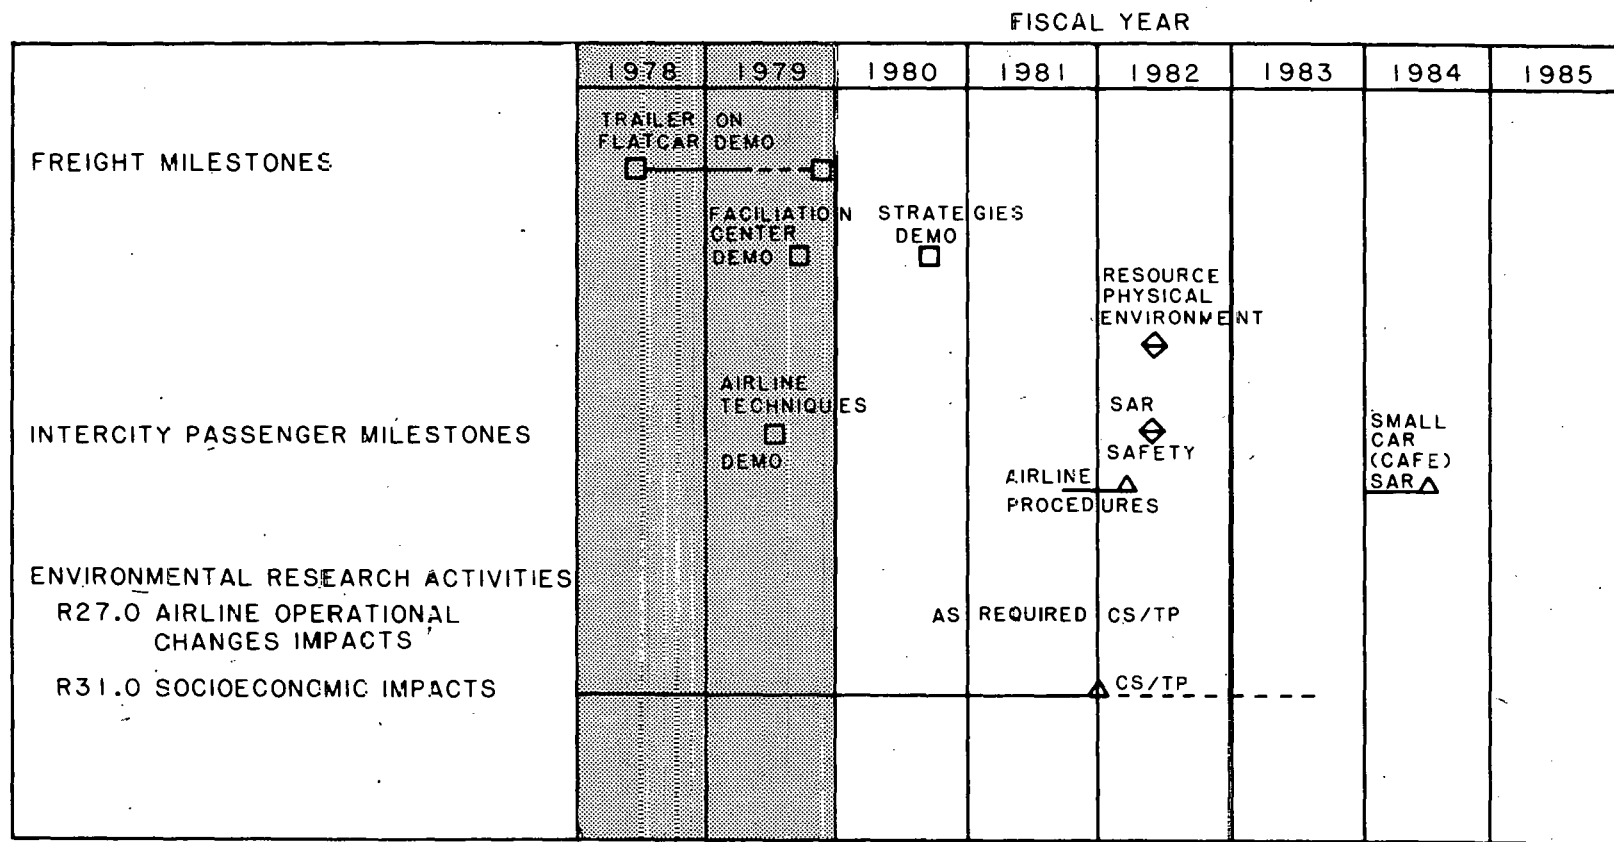 FISCAL YEAR
1978 1979 1980 1981 1982 1983 1984 1985
TRAILER ON
FLATCAR DEMO
FREIGHT MILESTONES
FACILIATION STRATEGIES
CENTER DEMO
DEMO
RESOURCE
PHYSICAL
ENVIRONMENT
AIRLINE
TECHNIQUES
DEMO
INTERCITY PASSENGER MILESTONES
SAR
SAFETY
SMALL
CAR
(CAFE)
SAR
AIRLINE
PROCEDURES
ENVIRONMENTAL RESEARCH ACTIVITIES
R27.0 AIRLINE OPERATIONAL AS REQUIRED CS/TP
CHANGES IMPACTS
R31.0 SOCIOECONOMIC IMPACTS CS/TP